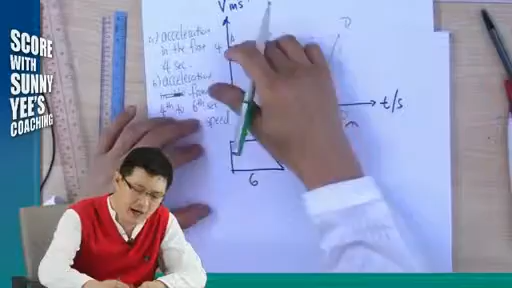 SCORE
WITH
SUNNY
YEE'S
COACHING
V ms⁻¹
D
a) acceleration
in the first
4 sec.
b) acceleration
from
4th to 6th sec
speed
4
t/s
m
6